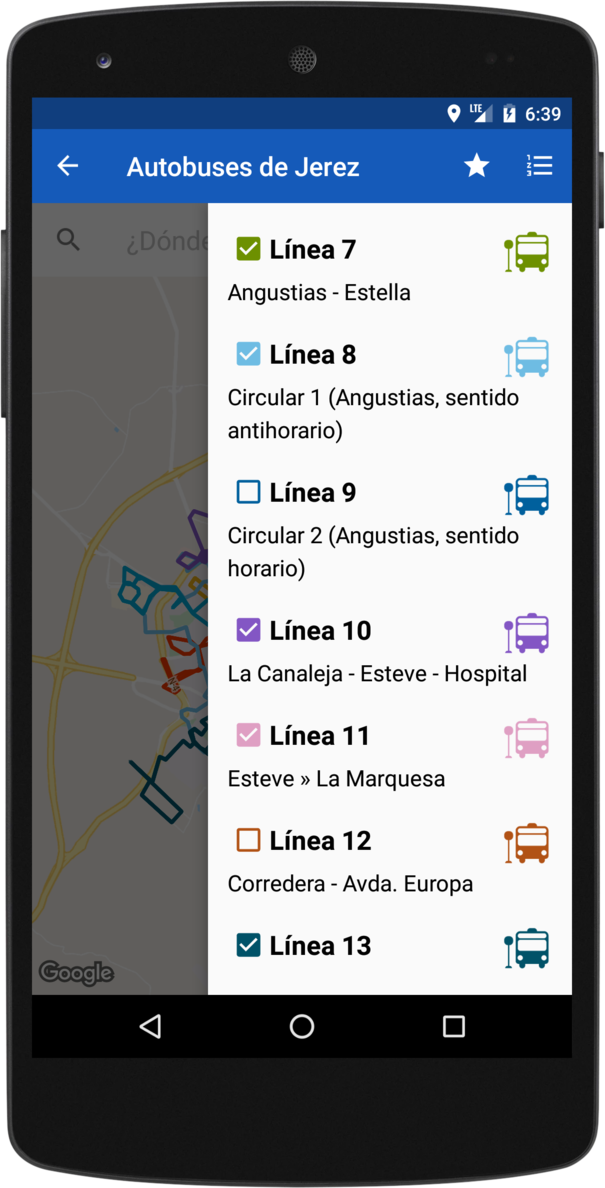 LTE 6:39
Autobuses de Jerez
¿Dónde
Línea 7
Angustias - Estella
Línea 8
Circular 1 (Angustias, sentido
antihorario)
Línea 9
Circular 2 (Angustias, sentido
horario)
Línea 10
La Canaleja - Esteve - Hospital
Línea 11
Esteve » La Marquesa
Línea 12
Corredera - Avda. Europa
Línea 13
Google